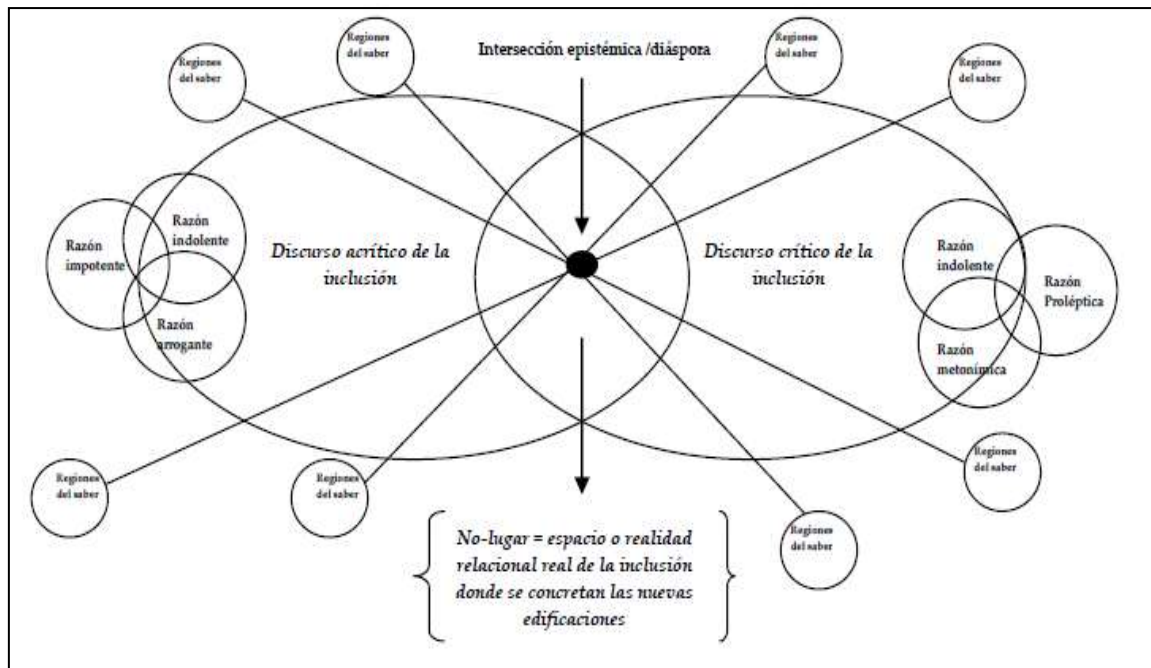 Regiones
del saber
Regiones
del saber
Intersección epistémica /diáspora
Regiones
del saber
Regiones
del saber
Razón
impotente
Razón
indolente
Razón
arrogante
Discurso acrítico de la
inclusión
Discurso crítico de la
inclusión
Razón
indolente
Razón
Proléptica
Razón
metonímica
Regiones
del saber
Regiones
del saber
Regiones
del saber
Regiones
del saber
No-lugar = espacio o realidad
relacional real de la inclusión
donde se concretan las nuevas
edificaciones